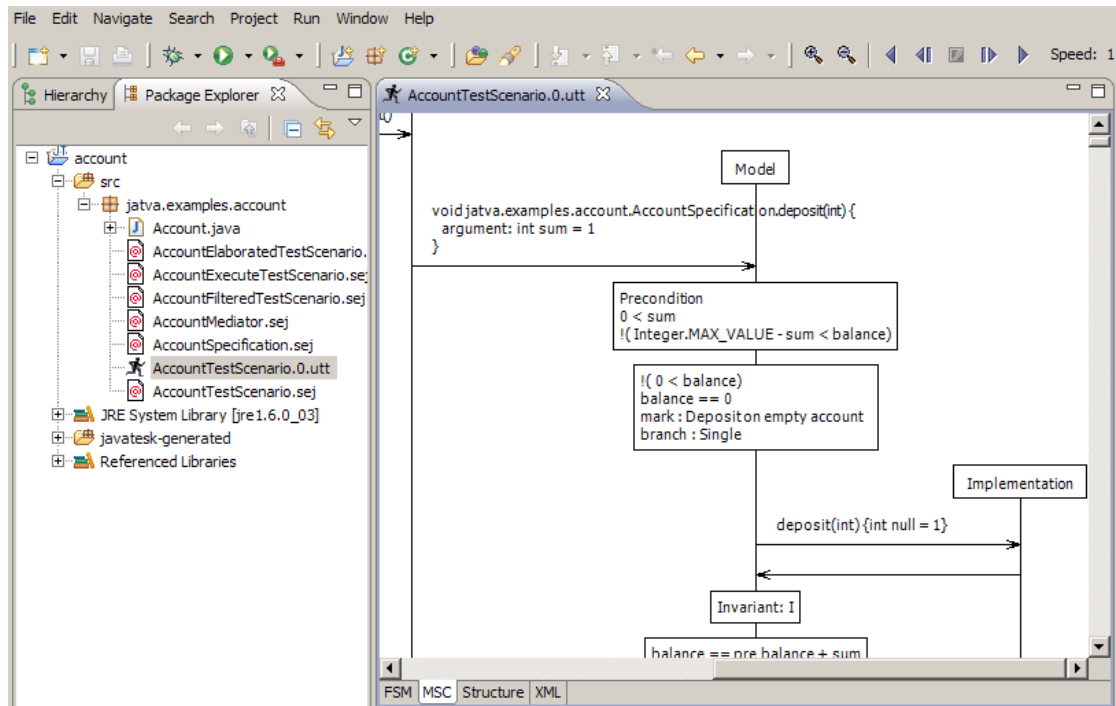 File Edit Navigate Search Project Run Window Help
Speed: 1
Hierarchy
Package Explorer
AccountTestScenario.0.utt
account
src
jatva.examples.account
Account.java
AccountElaboratedTestScenario.
AccountExecuteTestScenario.sej
AccountFilteredTestScenario.sej
AccountMediator.sej
AccountSpecification.sej
AccountTestScenario.0.utt
AccountTestScenario.sej
JRE System Library [jre1.6.0_03]
javatesk-generated
Referenced Libraries
Model
void jatva.examples.account.AccountSpecification.deposit(int) {
argument: int sum = 1
}
Precondition
0 < sum
!( Integer.MAX_VALUE - sum < balance)
!( 0 < balance)
balance == 0
mark : Deposit on empty account
branch : Single
Implementation
deposit(int) {int null = 1}
Invariant: I
balance == pre balance + sum
FSM MSC Structure XML